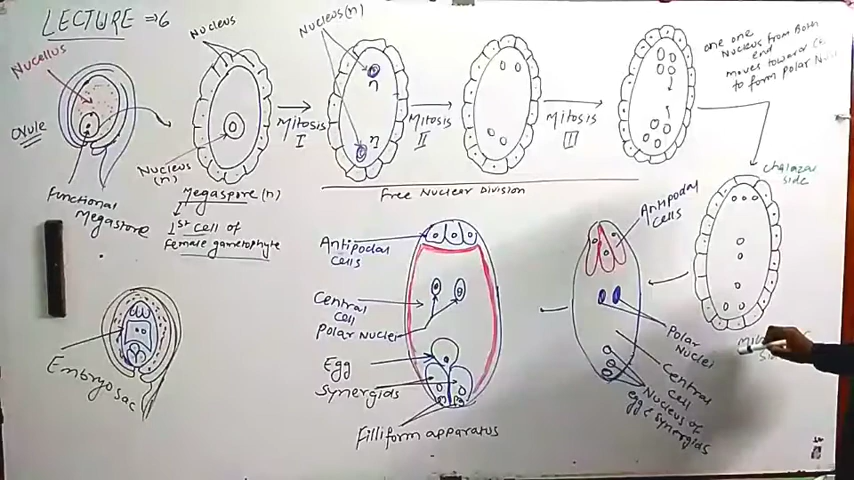 LECTURE ⇒6
Nucellus
Nucleus
Nucleus(n)
one one
Nucleus from Both
end
moves toward
to form Polar
Ovule
n
n
Mitosis
I
Mitosis
II
Mitosis
III
Nucleus
(n)
Functional
Megaspore
Megaspore(n)
1st cell of
Female gametophyte
Free Nuclear Division
Chalazal
side
Antipodal
cells
Antipodal
cells
Central
cell
Polar Nuclei
Egg
Synergids
Filliform apparatus
Embryo sac
Polar
Nuclei
Central
cell
Nucleus of
egg & synergids